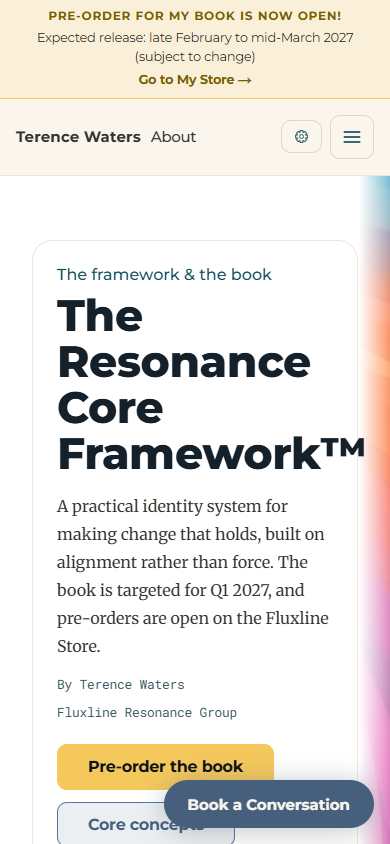 PRE-ORDER FOR MY BOOK IS NOW OPEN!
Expected release: late February to mid-March 2027
(subject to change)
Go to My Store →
Terence Waters About
The framework & the book
The
Resonance
Core
Framework™
A practical identity system for
making change that holds, built on
alignment rather than force. The
book is targeted for Q1 2027, and
pre-orders are open on the Fluxline
Store.
By Terence Waters
Fluxline Resonance Group
Pre-order the book
Book a Conversation
Core concepts